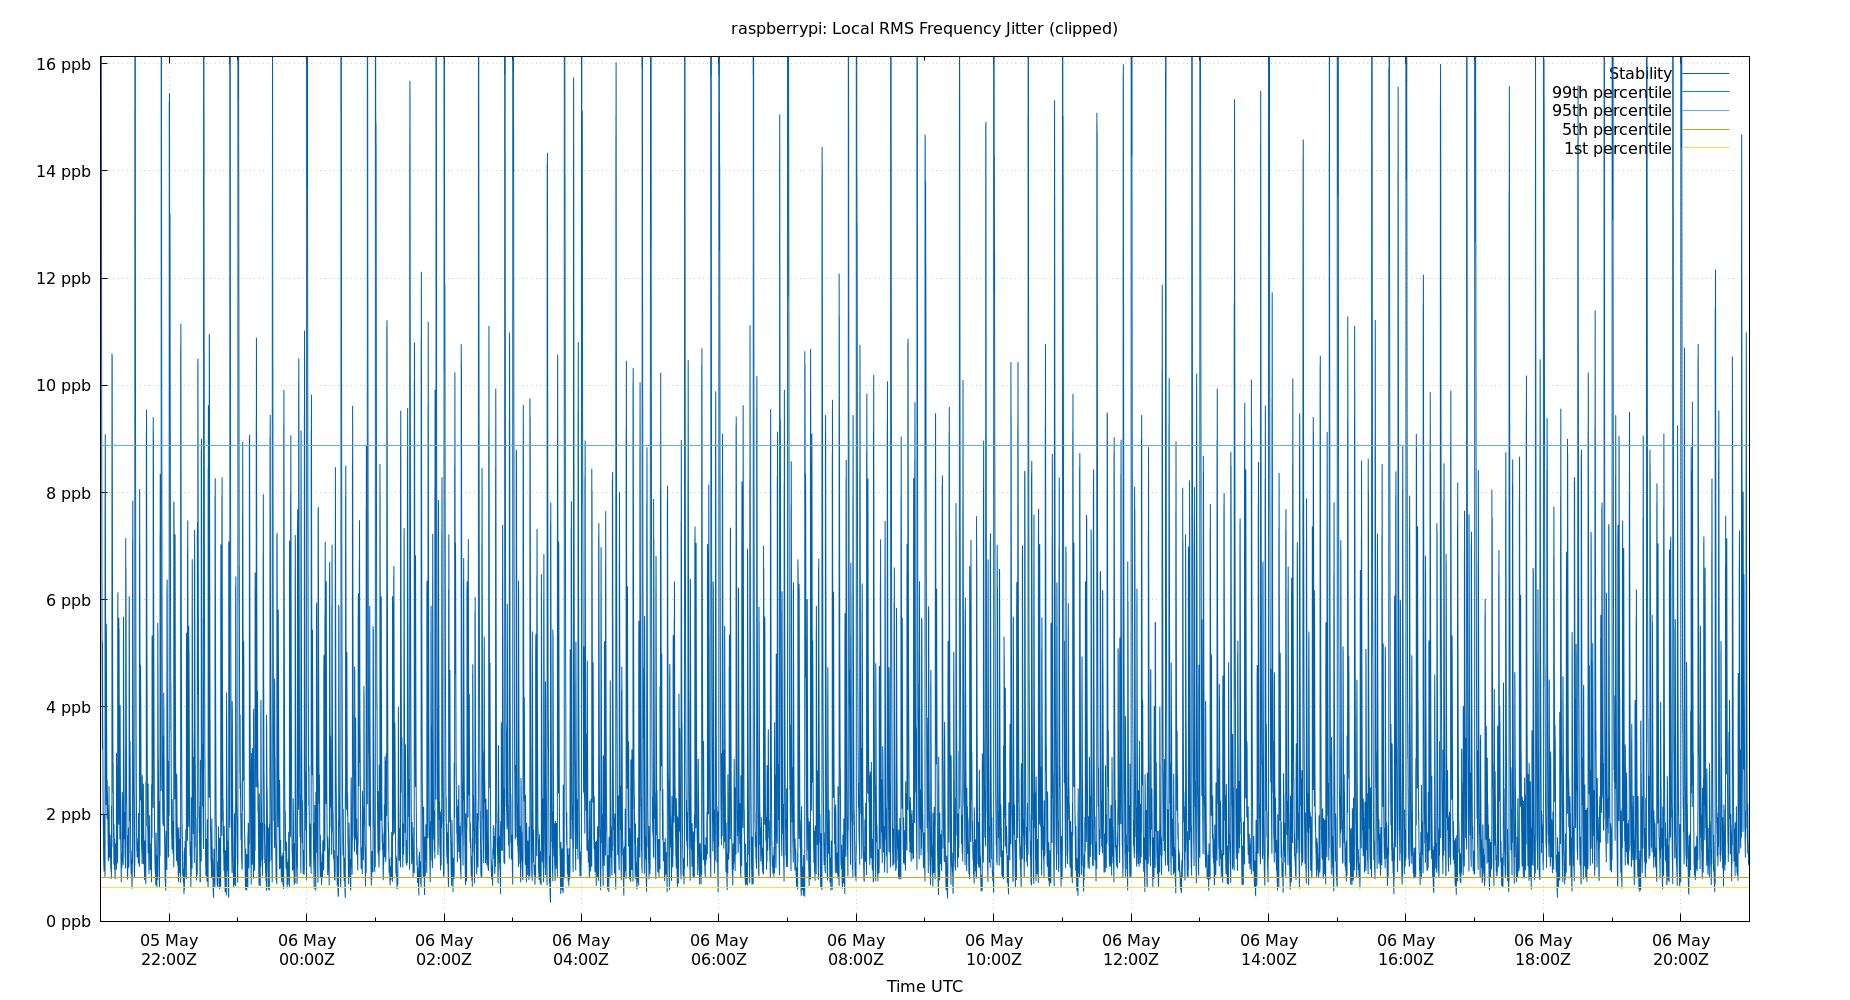 raspberrypi: Local RMS Frequency Jitter (clipped)
16 ppb
14 ppb
12 ppb
10 ppb
8 ppb
6 ppb
4 ppb
2 ppb
0 ppb
Stability
99th percentile
95th percentile
5th percentile
1st percentile
05 May 06 May 06 May 06 May 06 May 06 May 06 May 06 May 06 May 06 May 06 May 06 May
22:00Z 00:00Z 02:00Z 04:00Z 06:00Z 08:00Z 10:00Z 12:00Z 14:00Z 16:00Z 18:00Z 20:00Z
Time UTC